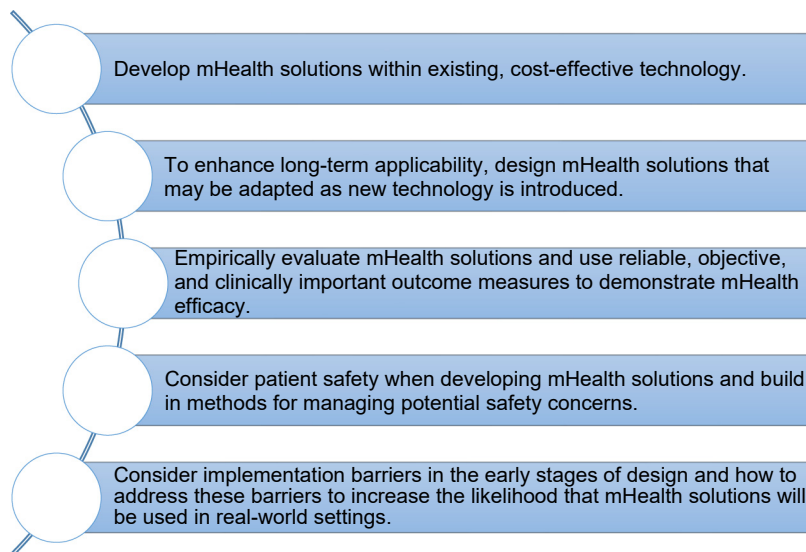 Develop mHealth solutions within existing, cost-effective technology.
To enhance long-term applicability, design mHealth solutions that
may be adapted as new technology is introduced.
Empirically evaluate mHealth solutions and use reliable, objective,
and clinically important outcome measures to demonstrate mHealth
efficacy.
Consider patient safety when developing mHealth solutions and build
in methods for managing potential safety concerns.
Consider implementation barriers in the early stages of design and how to
address these barriers to increase the likelihood that mHealth solutions will
be used in real-world settings.